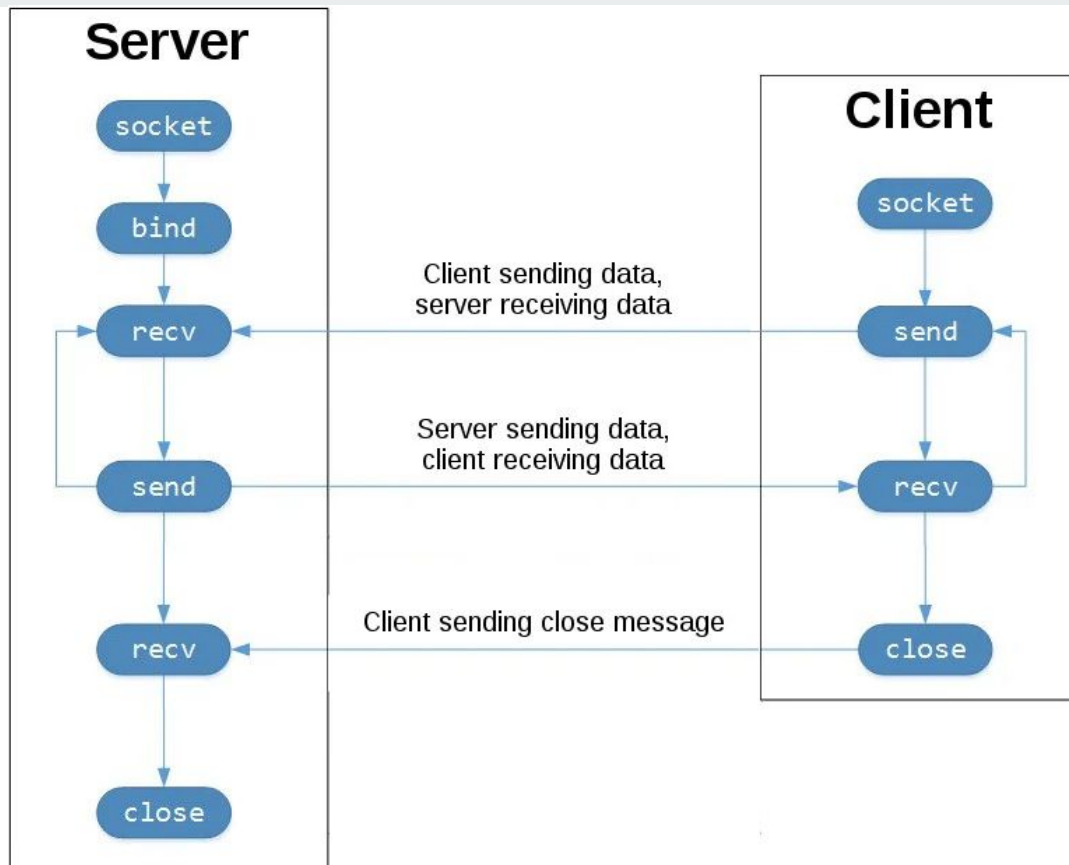 Server
socket
bind
recv
send
recv
close
Client sending data,
server receiving data
Server sending data,
client receiving data
Client sending close message
Client
socket
send
recv
close